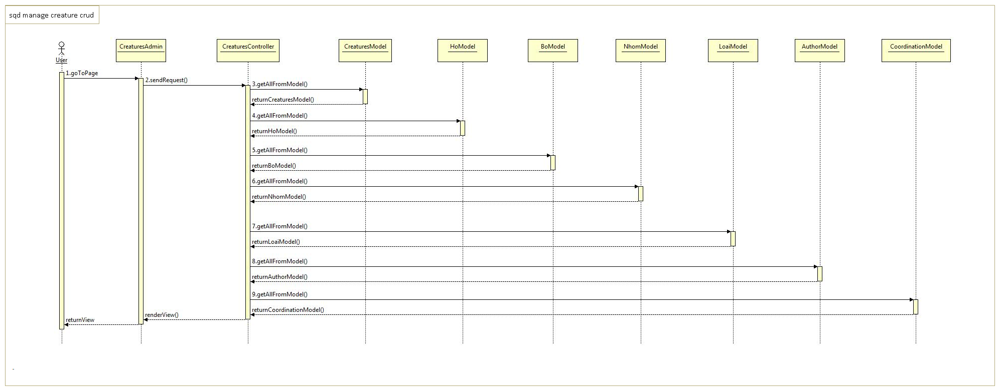 sqd manage creature crud
User
CreaturesAdmin
CreaturesController
CreaturesModel
HoModel
BoModel
NhomModel
LoaiModel
AuthorModel
CoordinationModel
1.goToPage
2.sendRequest()
3.getAllFromModel()
returnCreaturesModel()
4.getAllFromModel()
returnHoModel()
5.getAllFromModel()
returnBoModel()
6.getAllFromModel()
returnNhomModel()
7.getAllFromModel()
returnLoaiModel()
8.getAllFromModel()
returnAuthorModel()
9.getAllFromModel()
returnCoordinationModel()
renderView()
returnView